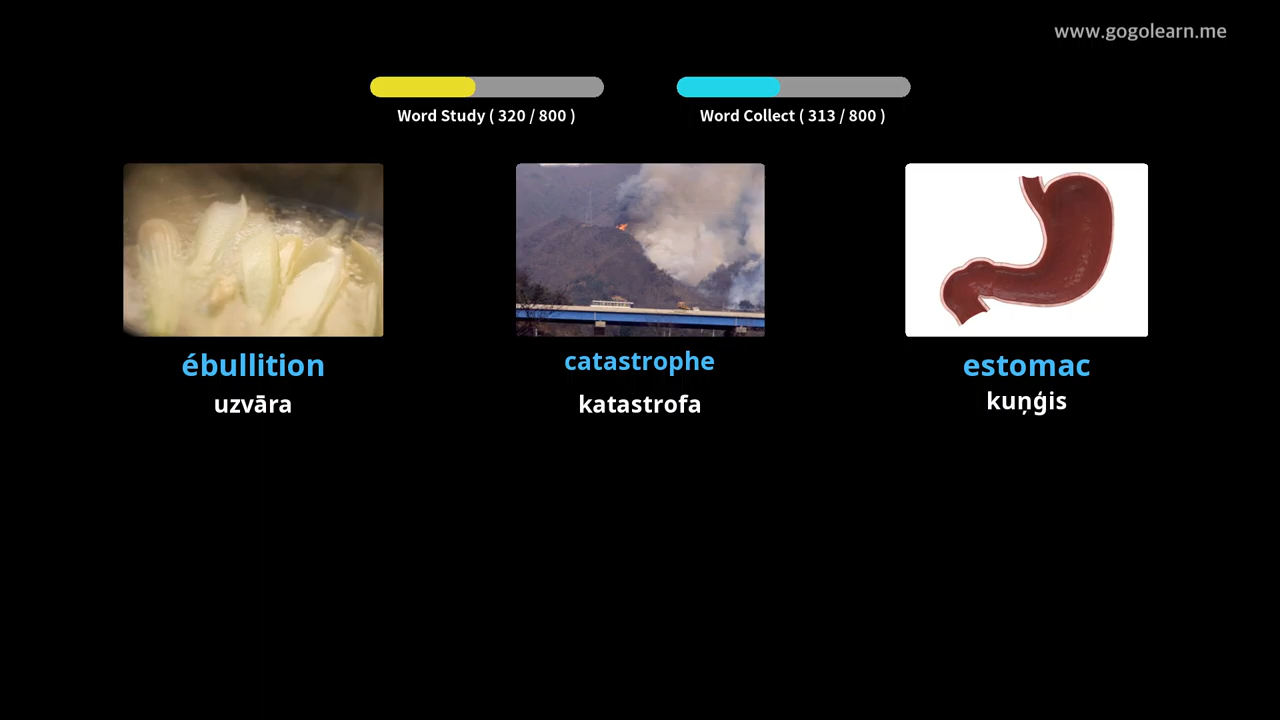 www.gogolearn.me
Word Study ( 320 / 800 )
Word Collect ( 313 / 800 )
ébullition
catastrophe
estomac
uzvāra
katastrofa
kuņģis